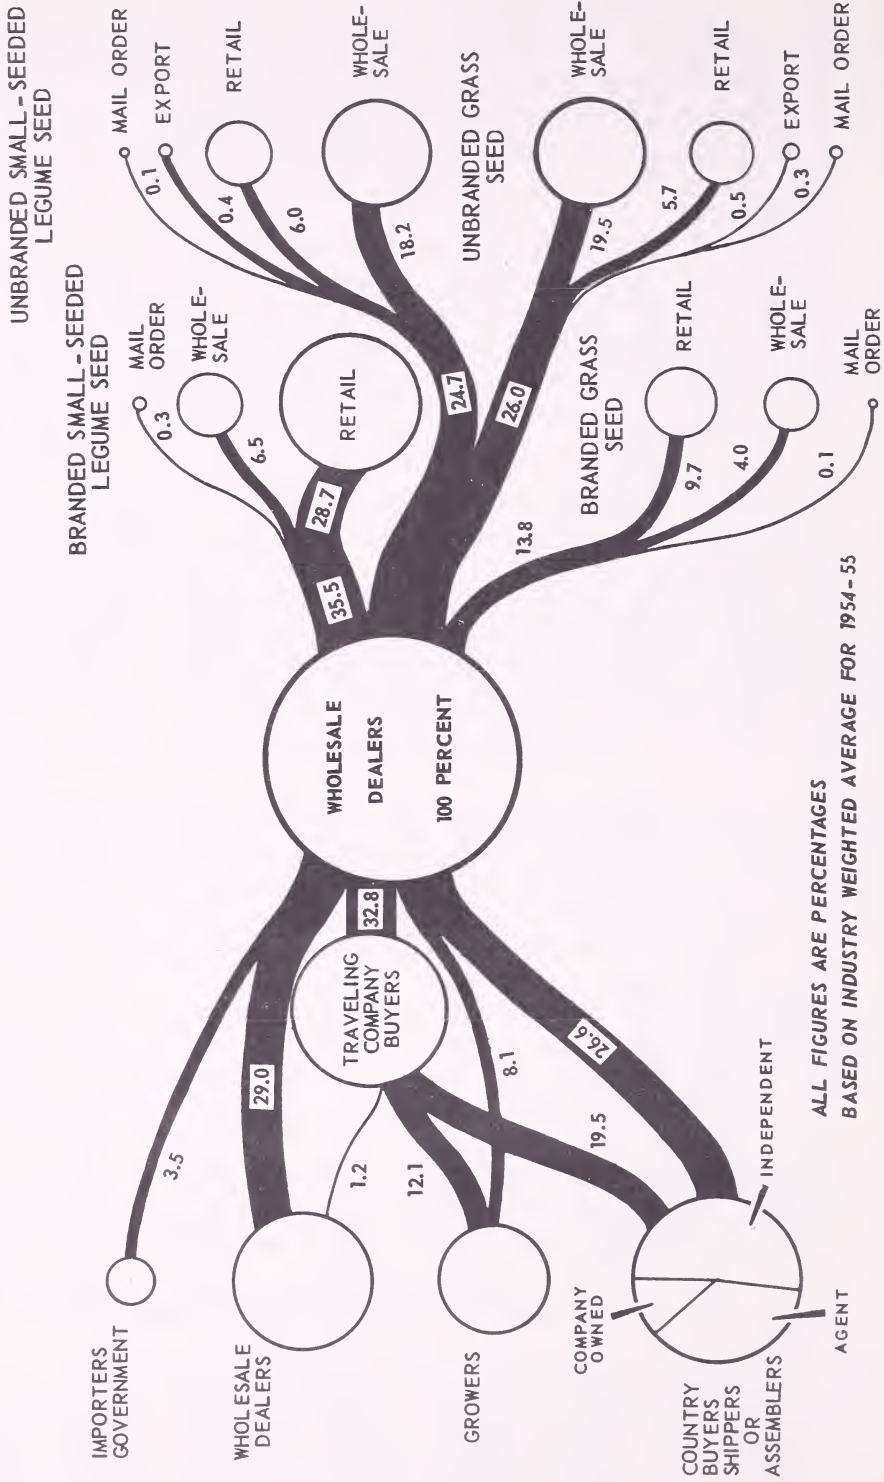 IMPORTERS
GOVERNMENT
3.5
WHOLESALE
DEALERS
29.0
1.2
GROWERS
12.1
8.1
COUNTRY
BUYERS
SHIPPERS
OR
ASSEMBLERS
COMPANY
OWNED
AGENT
INDEPENDENT
19.5
26.6
TRAVELING
COMPANY
BUYERS
32.8
WHOLESALE
DEALERS
100 PERCENT
BRANDED SMALL-SEEDED
LEGUME SEED
35.5
MAIL
ORDER
0.3
WHOLE-
SALE
6.5
RETAIL
28.7
UNBRANDED SMALL-SEEDED
LEGUME SEED
24.7
MAIL ORDER
0.1
EXPORT
0.4
RETAIL
6.0
WHOLE-
SALE
18.2
UNBRANDED GRASS
SEED
26.0
WHOLE-
SALE
19.5
RETAIL
5.7
EXPORT
0.5
MAIL ORDER
0.3
BRANDED GRASS
SEED
13.8
RETAIL
9.7
WHOLE-
SALE
4.0
MAIL
ORDER
0.1
ALL FIGURES ARE PERCENTAGES
BASED ON INDUSTRY WEIGHTED AVERAGE FOR 1954-55